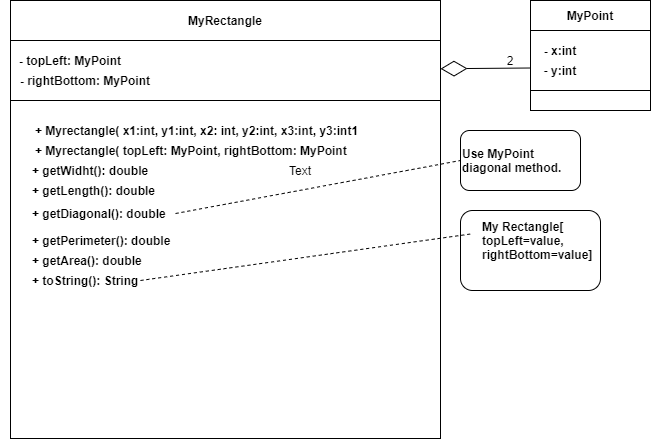 MyRectangle
- topLeft: MyPoint
- rightBottom: MyPoint
+ Myrectangle( x1:int, y1:int, x2: int, y2:int, x3:int, y3:int1
+ Myrectangle( topLeft: MyPoint, rightBottom: MyPoint
+ getWidht(): double
Text
+ getLength(): double
+ getDiagonal(): double
+ getPerimeter(): double
+ getArea(): double
+ toString(): String
2
MyPoint
- x:int
- y:int
Use MyPoint
diagonal method.
My Rectangle[
topLeft=value,
rightBottom=value]